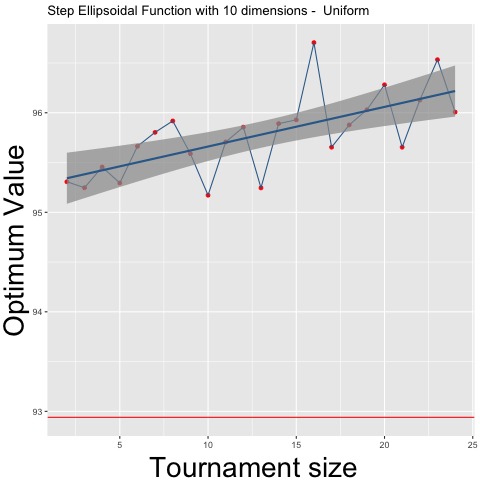 Step Ellipsoidal Function with 10 dimensions -  Uniform
Optimum Value
96
95
94
93
5 10 15 20 25
Tournament size